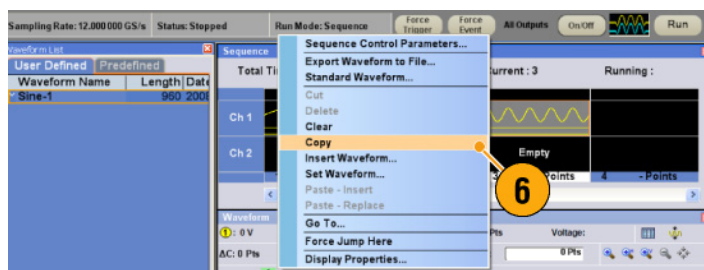 Sampling Rate: 12.000 000 GS/s Status: Stopped Run Mode: Sequence Force Trigger Force Event All Outputs On/Off Run
Waveform List
User Defined Predefined
Waveform Name Length Date
Sine-1 960
Sequence
Current : 3 Running :
Ch 1
Ch 2
Empty
Points 4 - Points
Sequence Control Parameters...
Export Waveform to File...
Standard Waveform...
Cut
Delete
Clear
Copy
Insert Waveform...
Set Waveform...
Paste - Insert
Paste - Replace
Go To...
Force Jump Here
Display Properties...
6
Waveform
1 : 0 V Pts Voltage:
ΔC: 0 Pts 0 Pts